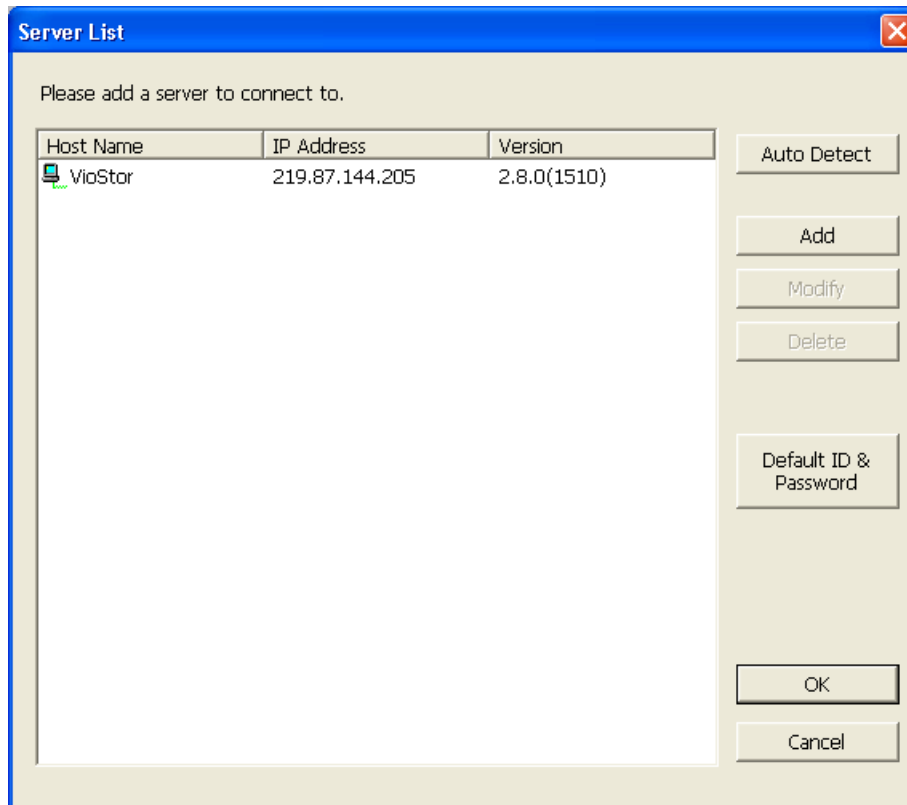 Server List
Please add a server to connect to.
Host Name IP Address Version
VioStor 219.87.144.205 2.8.0(1510)
Auto Detect
Add
Modify
Delete
Default ID &
Password
OK
Cancel